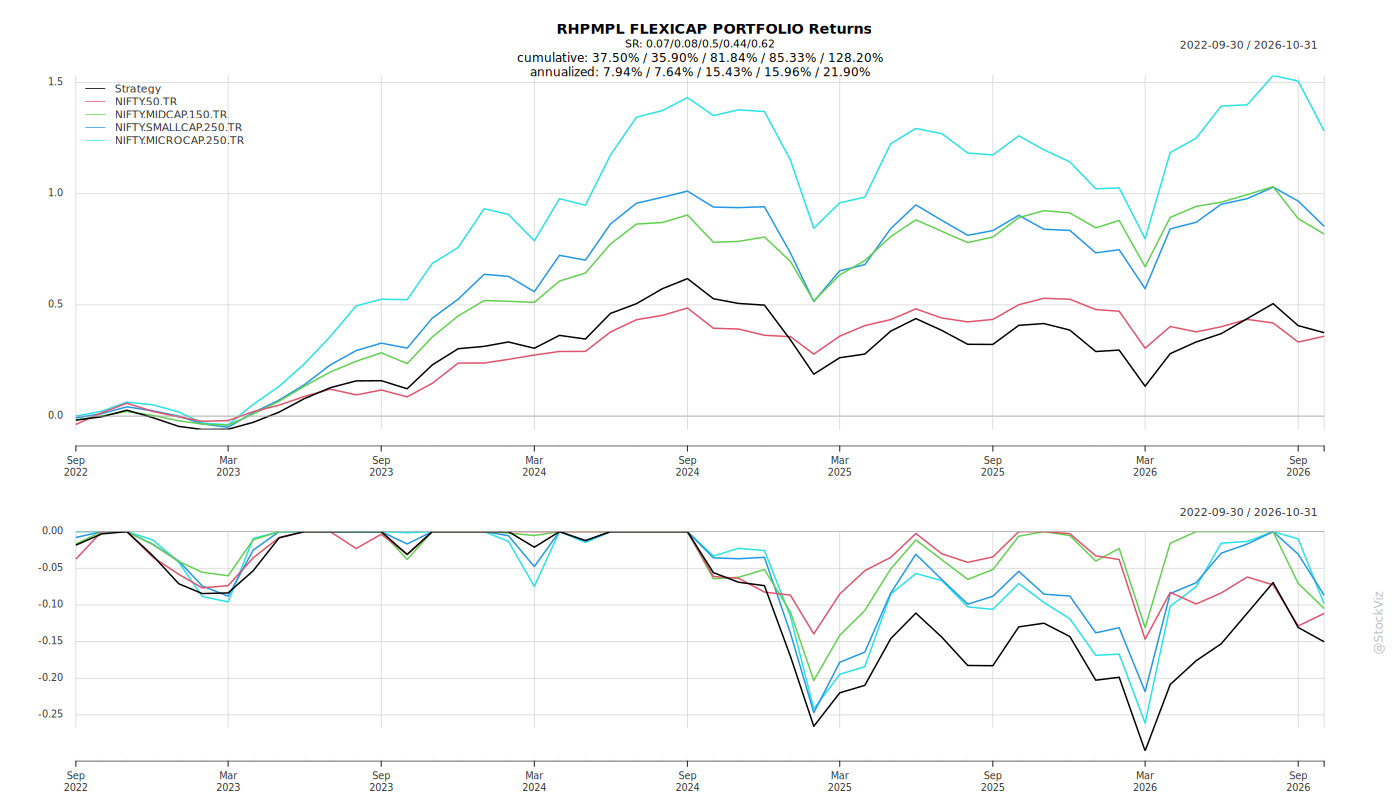 RHPMPL FLEXICAP PORTFOLIO Returns
SR: 0.07/0.08/0.5/0.44/0.62
cumulative: 37.50% / 35.90% / 81.84% / 85.33% / 128.20%
annualized: 7.94% / 7.64% / 15.43% / 15.96% / 21.90%
2022-09-30 / 2026-10-31
Strategy
NIFTY.50.TR
NIFTY.MIDCAP.150.TR
NIFTY.SMALLCAP.250.TR
NIFTY.MICROCAP.250.TR
1.5
1.0
0.5
0.0
Sep 2022
Mar 2023
Sep 2023
Mar 2024
Sep 2024
Mar 2025
Sep 2025
Mar 2026
Sep 2026
2022-09-30 / 2026-10-31
0.00
-0.05
-0.10
-0.15
-0.20
-0.25
Sep 2022
Mar 2023
Sep 2023
Mar 2024
Sep 2024
Mar 2025
Sep 2025
Mar 2026
Sep 2026
@StockViz